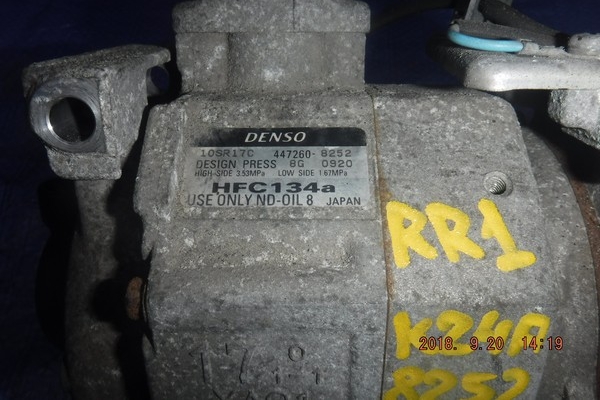 DENSO
10SR17C 447260-8252
DESIGN PRESS 8G 0920
HIGH-SIDE 3.53MPa LOW SIDE 1.67MPa
HFC134a
USE ONLY ND-OIL 8 JAPAN
RR1
K24A
2018. 9.20 14:19
8252